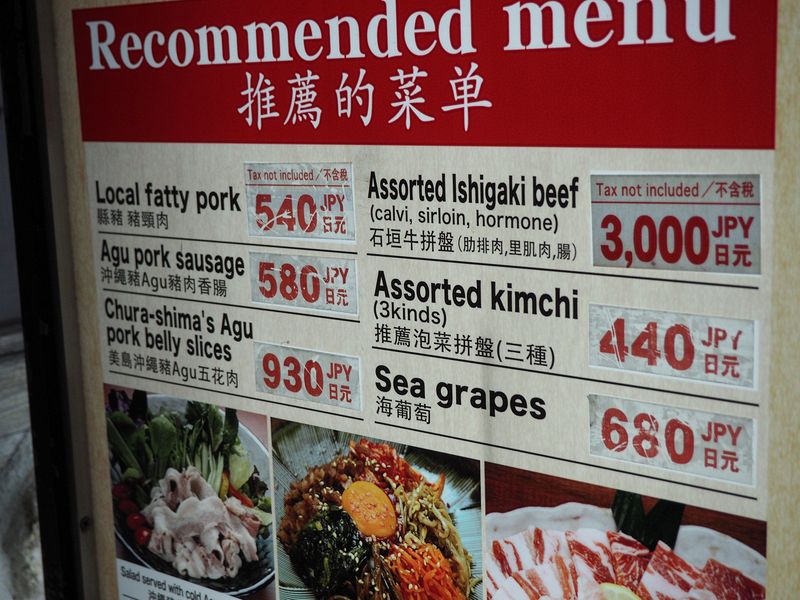 Recommended menu
推薦的菜单
Tax not included／不含税
Local fatty pork
縣豬 豬頸肉
540 JPY
日元
Agu pork sausage
沖繩豬Agu豬肉香腸
580 JPY
日元
Chura-shima's Agu
pork belly slices
美島沖繩豬Agu五花肉
930 JPY
日元
Tax not included／不含税
Assorted Ishigaki beef
(calvi, sirloin, hormone)
石垣牛拼盤(肋排肉,里肌肉,腸)
3,000 JPY
日元
Assorted kimchi
(3kinds)
推薦泡菜拼盤(三種)
440 JPY
日元
Sea grapes
海葡萄
680 JPY
日元
Salad served with cold